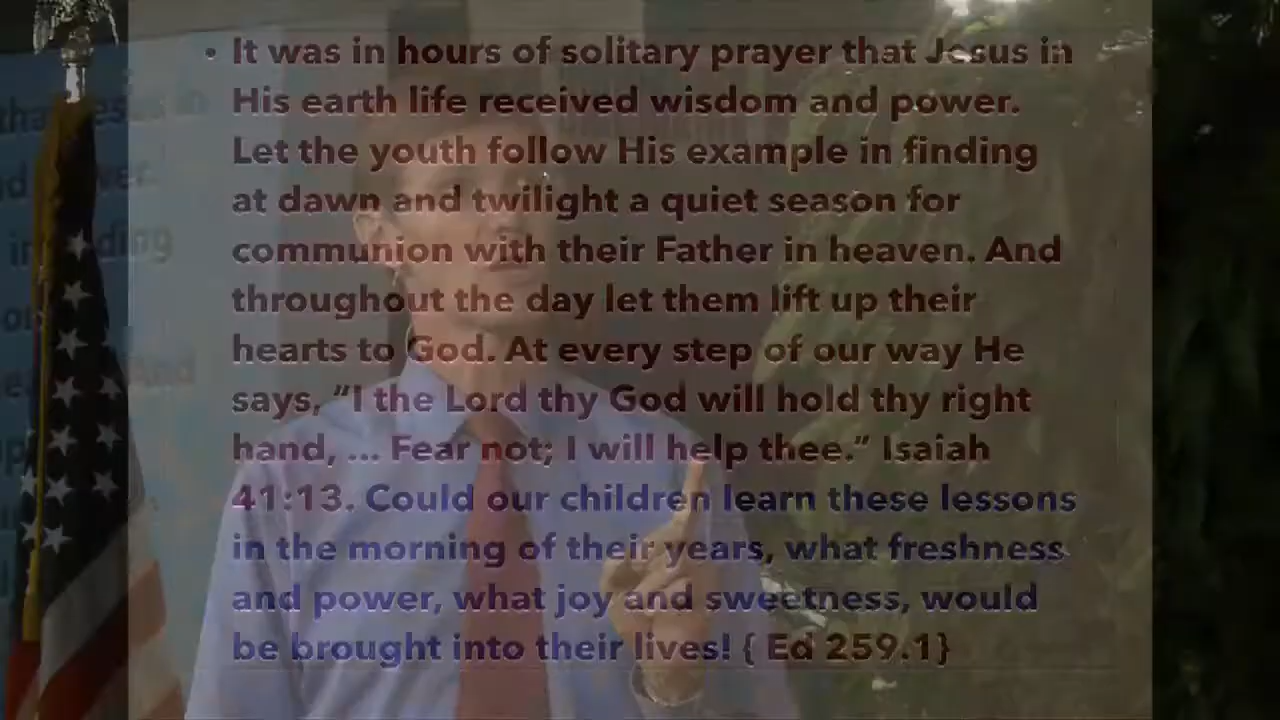 • It was in hours of solitary prayer that Jesus in
His earth life received wisdom and power.
Let the youth follow His example in finding
at dawn and twilight a quiet season for
communion with their Father in heaven. And
throughout the day let them lift up their
hearts to God. At every step of our way He
says, “I the Lord thy God will hold thy right
hand, ... Fear not; I will help thee.” Isaiah
41:13. Could our children learn these lessons
in the morning of their years, what freshness
and power, what joy and sweetness, would
be brought into their lives! { Ed 259.1}